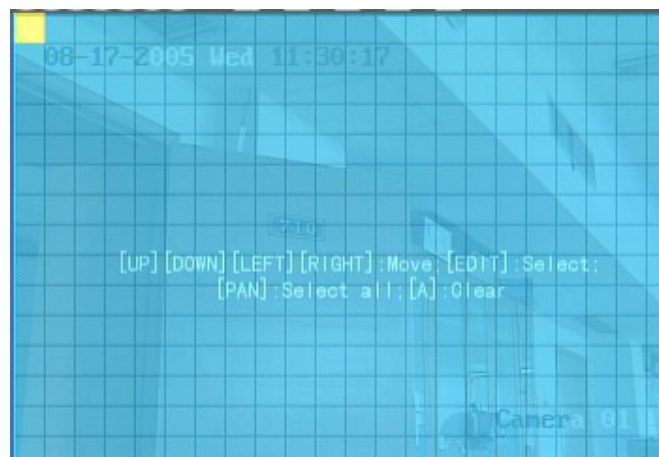 08-17-2005 Wed 11:30:17
710
[UP][DOWN][LEFT][RIGHT]:Move;[EDIT]:Select;
[PAN]:Select all;[A]:Clear
Camera 01